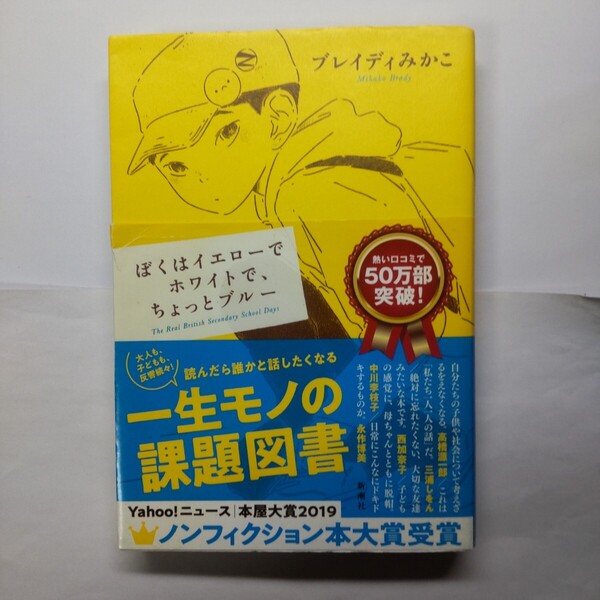 ブレイディみかこ
Mikako Brady
N
ぼくはイエローで
ホワイトで、
ちょっとブルー
The Real British Secondary School Days
熱い口コミで
50万部
突破!
大人も、
子どもも、
反響続々!
読んだら誰かと話したくなる
一生モノの
課題図書
自分たちの子供や社会について考えざ
るをえなくなる。高橋源一郎/これは
「私たち一人一人の話」だ。三浦しをん
/絶対に忘れたくない、大切な友達
みたいな本です。西加奈子/子ども
の感覚に、母ちゃんとともに脱帽。
中川李枝子/日常にこんなにドキド
キするものか。永作博美
新潮社
Yahoo!ニュース|本屋大賞2019
ノンフィクション本大賞受賞